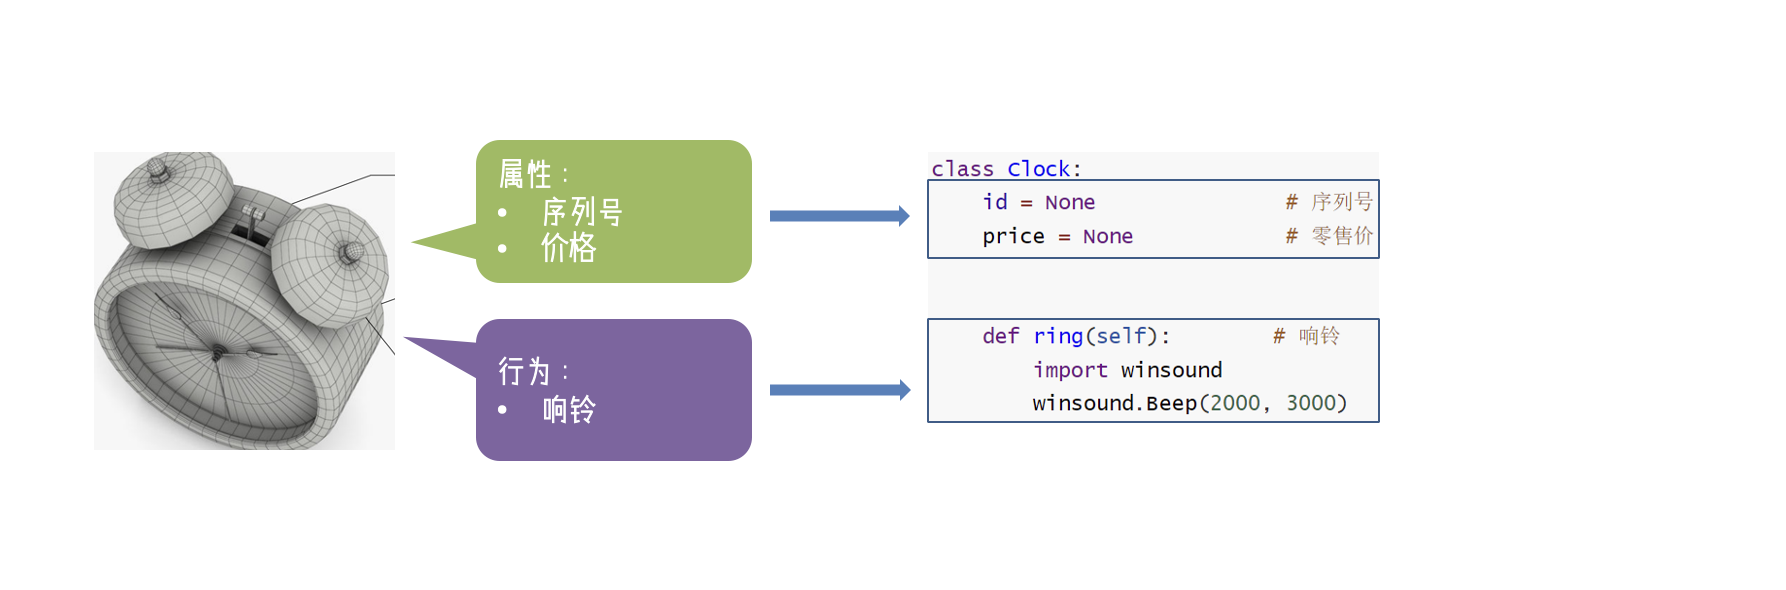 属性：
• 序列号
• 价格
行为：
• 响铃
class Clock:
id = None # 序列号
price = None # 零售价
def ring(self): # 响铃
import winsound
winsound.Beep(2000, 3000)